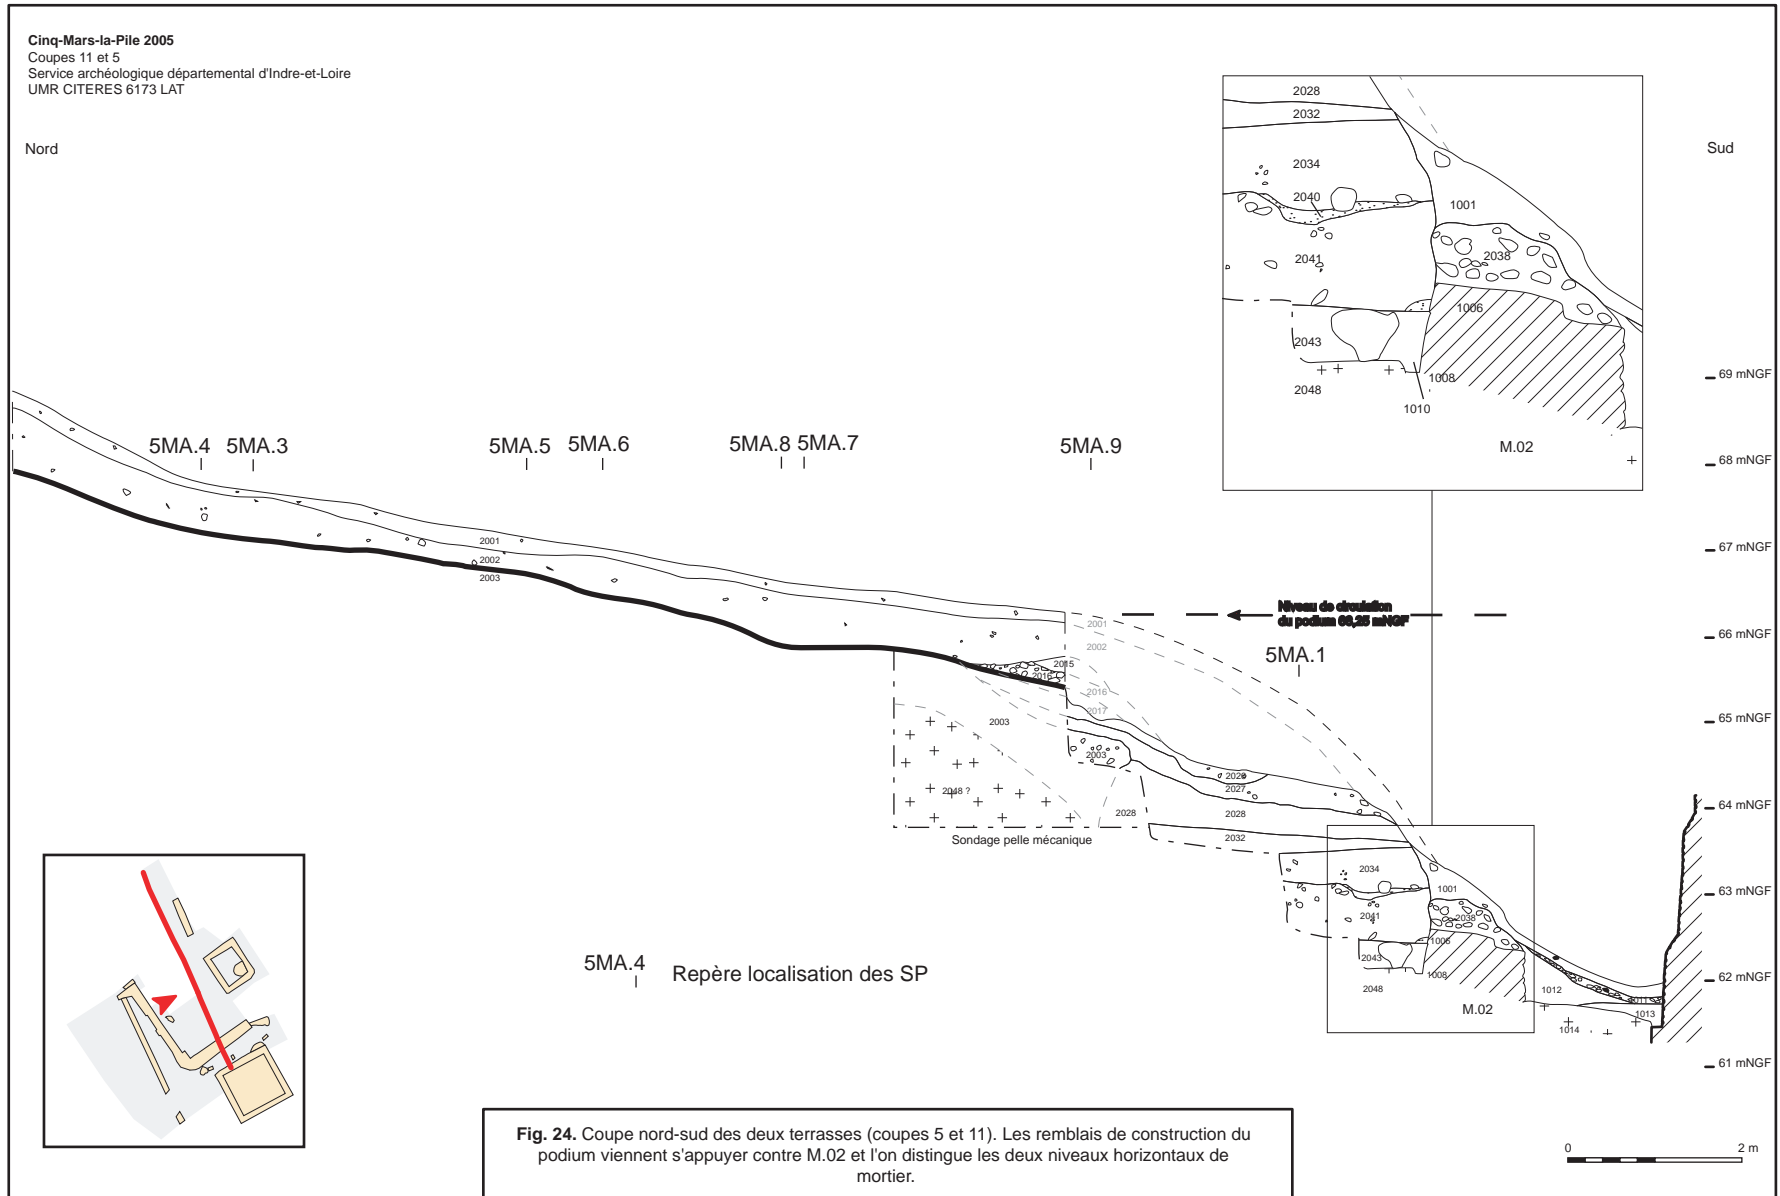 Cinq-Mars-la-Pile 2005
Coupes 11 et 5
Service archéologique départemental d'Indre-et-Loire
UMR CITERES 6173 LAT
Nord
Sud
2028
2032
2034
2040
1001
2041
2038
1006
2043
1008
2048
1010
M.02
69 mNGF
68 mNGF
67 mNGF
66 mNGF
65 mNGF
64 mNGF
63 mNGF
62 mNGF
61 mNGF
5MA.4
5MA.3
5MA.5
5MA.6
5MA.8
5MA.7
5MA.9
2001
2002
2003
Niveau de circulation
du podium 66,25 mNGF
5MA.1
2001
2002
2015
2016
2016
2017
2003
2003
2048 ?
2028
Sondage pelle mécanique
2026
2027
2028
2032
2034
1001
2041
2038
1006
2043
1008
2048
M.02
1012
1011
1013
1014
5MA.4
Repère localisation des SP
Fig. 24. Coupe nord-sud des deux terrasses (coupes 5 et 11). Les remblais de construction du
podium viennent s'appuyer contre M.02 et l'on distingue les deux niveaux horizontaux de
mortier.
0
2 m